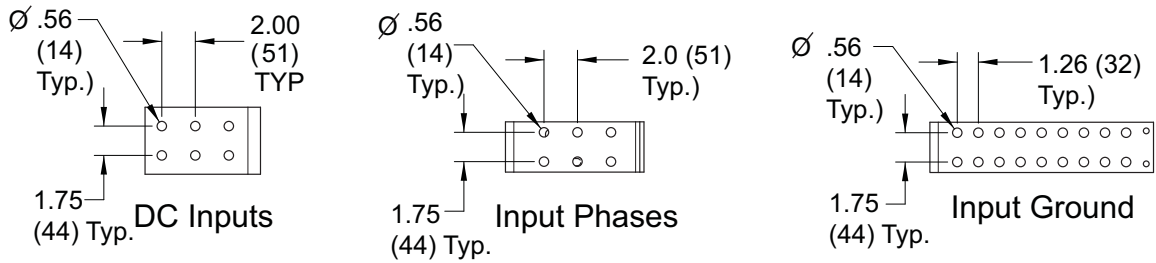 Ø .56
(14)
Typ.)
2.00
(51)
TYP
1.75
(44) Typ.
DC Inputs
Ø .56
(14)
Typ.)
2.0 (51)
Typ.)
1.75
(44) Typ.
Input Phases
Ø .56
(14)
Typ.)
1.26 (32)
Typ.)
1.75
(44) Typ.
Input Ground